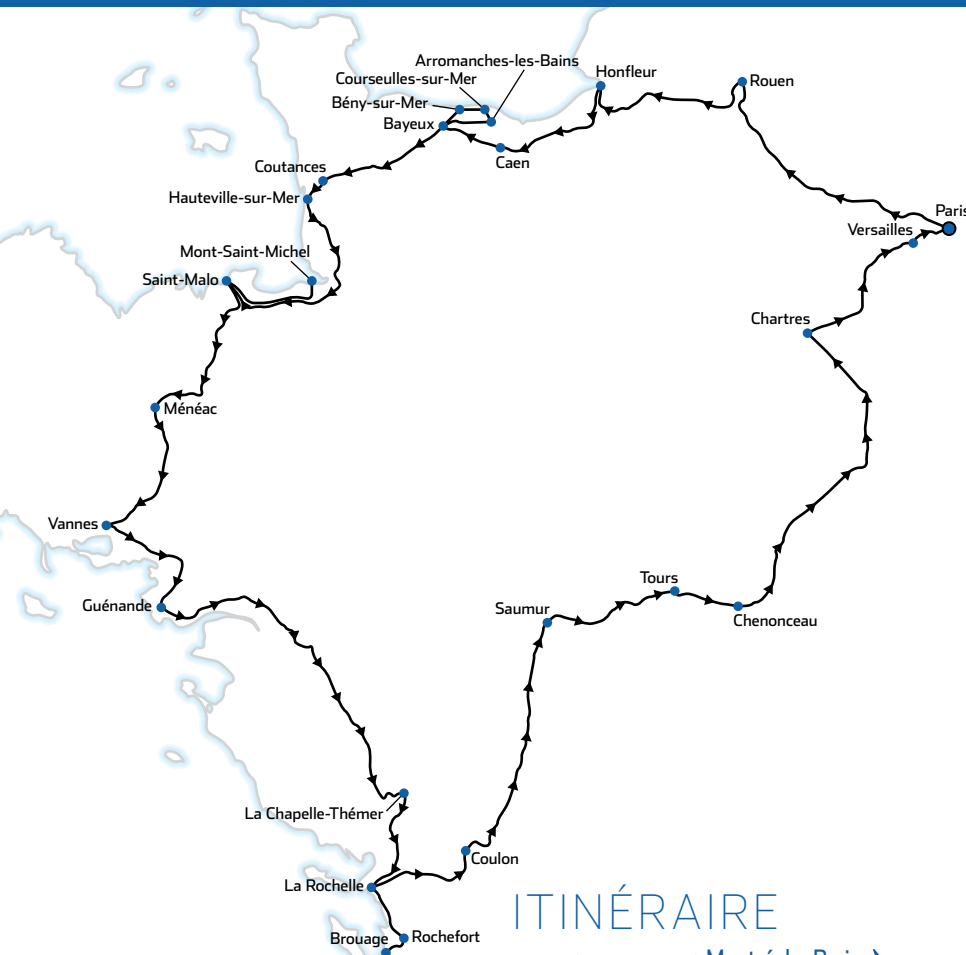 Arromanches-les-Bains
Courseulles-sur-Mer
Bény-sur-Mer
Bayeux
Honfleur
Rouen
Caen
Coutances
Hauteville-sur-Mer
Paris
Versailles
Mont-Saint-Michel
Saint-Malo
Chartres
Ménéac
Vannes
Guénande
Tours
Saumur
Chenonceau
La Chapelle-Thémer
Coulon
La Rochelle
Brouage
Rochefort
ITINÉRAIRE